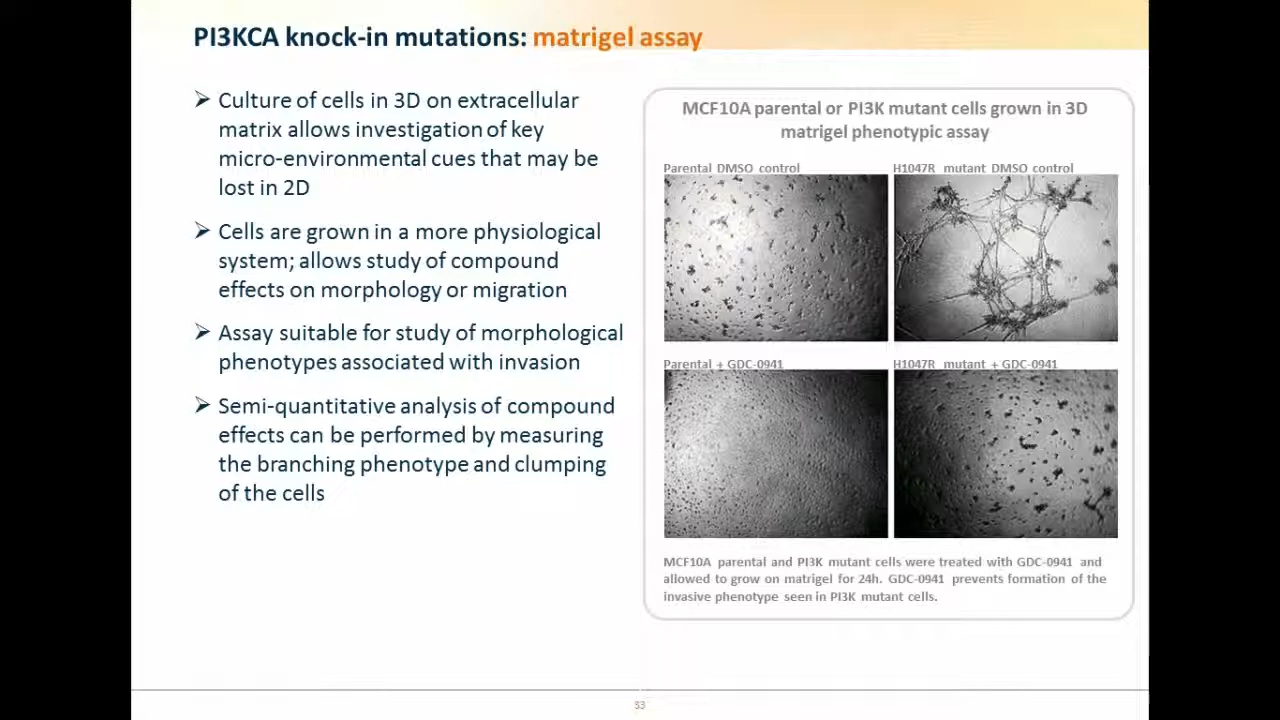 PI3KCA knock-in mutations: matrigel assay
➢ Culture of cells in 3D on extracellular
matrix allows investigation of key
micro-environmental cues that may be
lost in 2D
➢ Cells are grown in a more physiological
system; allows study of compound
effects on morphology or migration
➢ Assay suitable for study of morphological
phenotypes associated with invasion
➢ Semi-quantitative analysis of compound
effects can be performed by measuring
the branching phenotype and clumping
of the cells
MCF10A parental or PI3K mutant cells grown in 3D
matrigel phenotypic assay
Parental DMSO control
H1047R mutant DMSO control
Parental + GDC-0941
H1047R mutant + GDC-0941
MCF10A parental and PI3K mutant cells were treated with GDC-0941 and
allowed to grow on matrigel for 24h. GDC-0941 prevents formation of the
invasive phenotype seen in PI3K mutant cells.
53